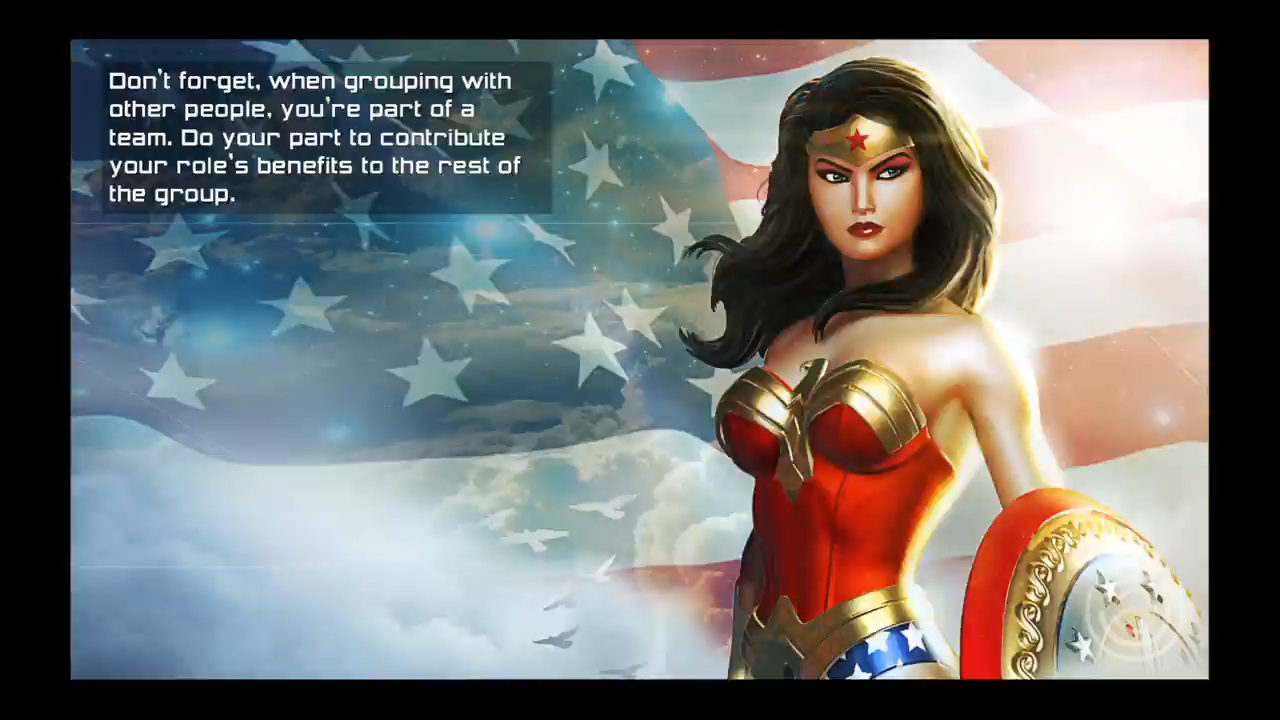 Don't forget, when grouping with
other people, you're part of a
team. Do your part to contribute
your role's benefits to the rest of
the group.